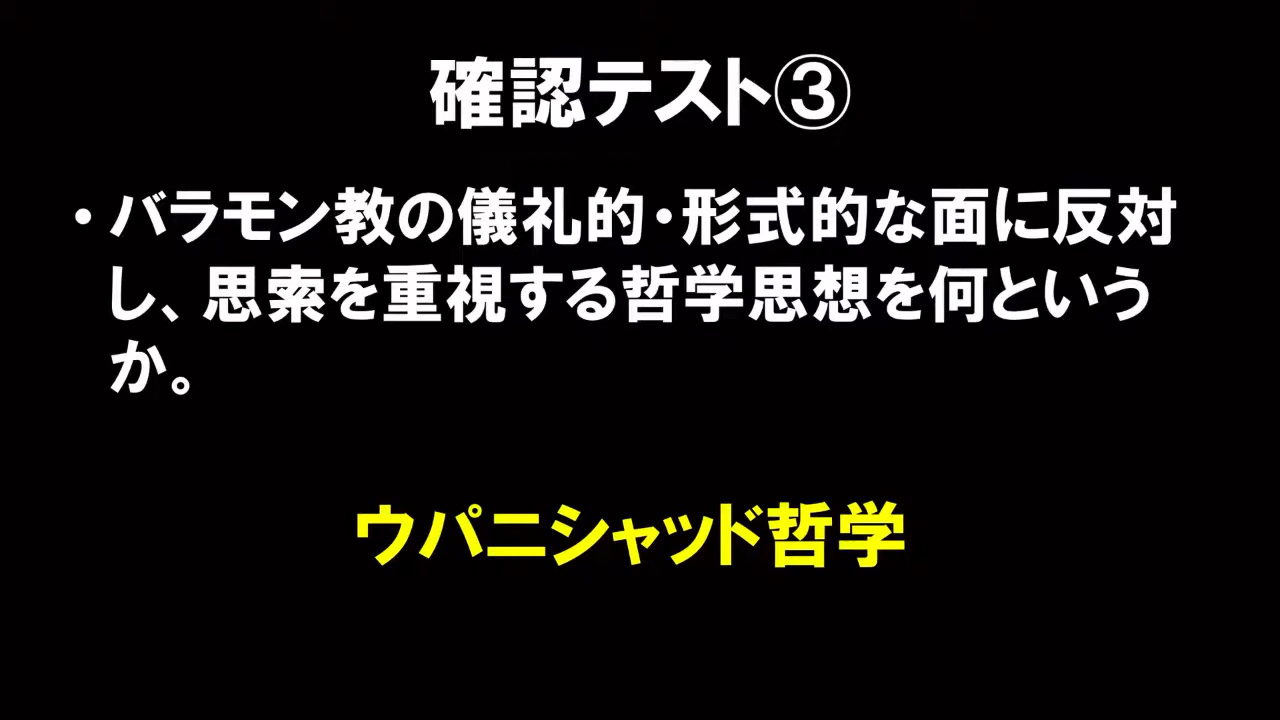 確認テスト③
・バラモン教の儀礼的・形式的な面に反対
し、思索を重視する哲学思想を何という
か。
ウパニシャッド哲学